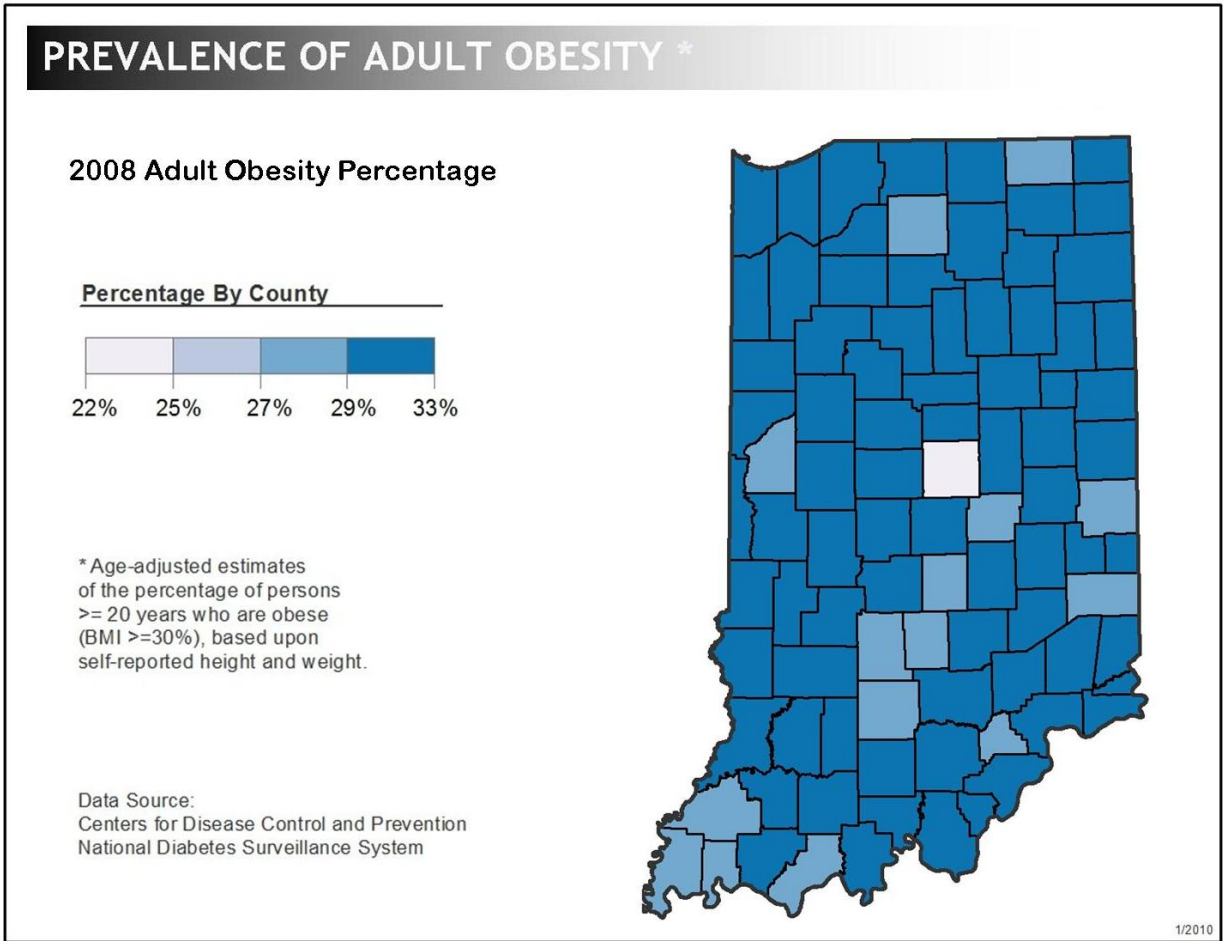 PREVALENCE OF ADULT OBESITY *
2008 Adult Obesity Percentage
Percentage By County
22% 25% 27% 29% 33%
* Age-adjusted estimates
of the percentage of persons
>= 20 years who are obese
(BMI >=30%), based upon
self-reported height and weight.
Data Source:
Centers for Disease Control and Prevention
National Diabetes Surveillance System
1/2010